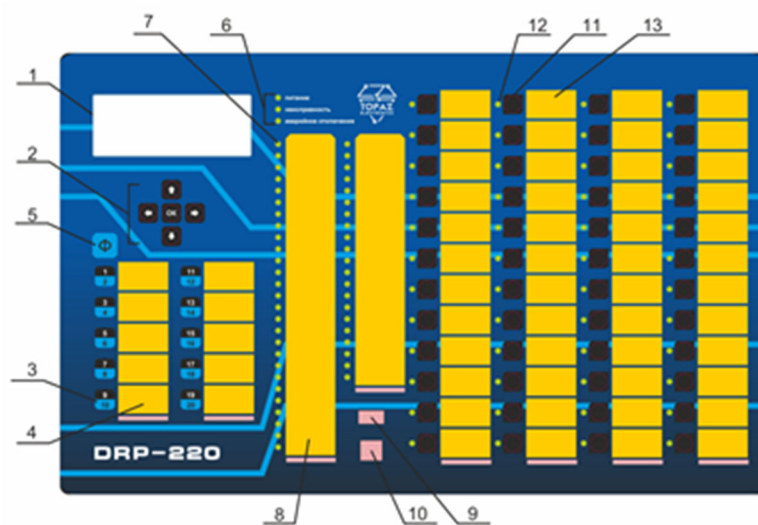 7 6 12 11 13
1
питание
неисправность
аварийное отключение
TOPAZ
2
OK
5
Ф
1 2 11 12
3 4 13 14
5 6 15 16
7 8 17 18
3
9 10 19 20
4
DRP-220
8 10 9